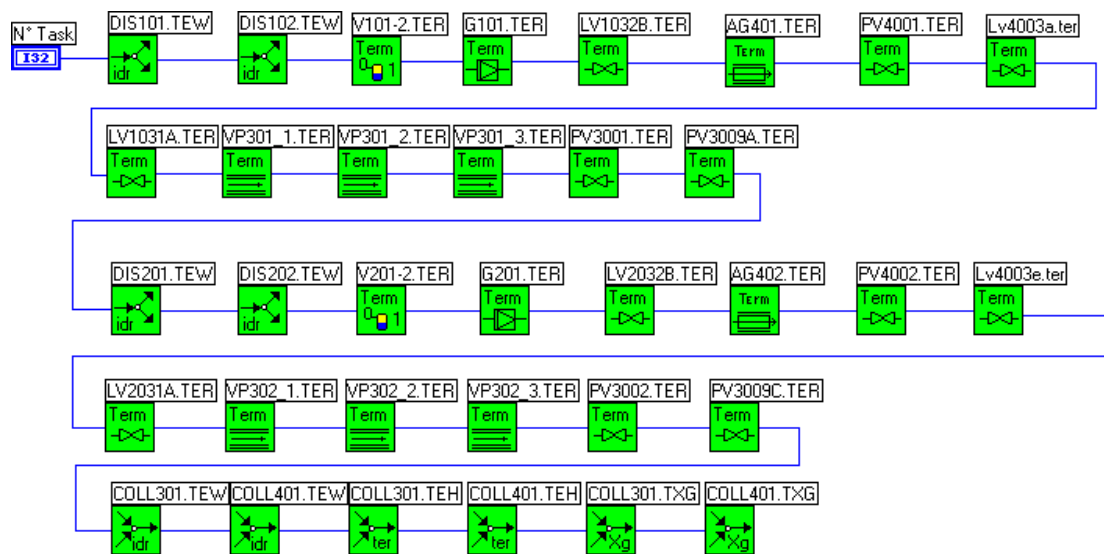 N° Task
I32
DIS101.TEW DIS102.TEW V101-2.TER G101.TER LV1032B.TER AG401.TER PV4001.TER Lv4003a.ter
idr idr Term 0 1 Term Term Term Term Term
LV1031A.TER VP301_1.TER VP301_2.TER VP301_3.TER PV3001.TER PV3009A.TER
Term Term Term Term Term Term
DIS201.TEW DIS202.TEW V201-2.TER G201.TER LV2032B.TER AG402.TER PV4002.TER Lv4003e.ter
idr idr Term 0 1 Term Term Term Term Term
LV2031A.TER VP302_1.TER VP302_2.TER VP302_3.TER PV3002.TER PV3009C.TER
Term Term Term Term Term Term
COLL301.TEW COLL401.TEW COLL301.TEH COLL401.TEH COLL301.TXG COLL401.TXG
idr idr ter ter Xg Xg